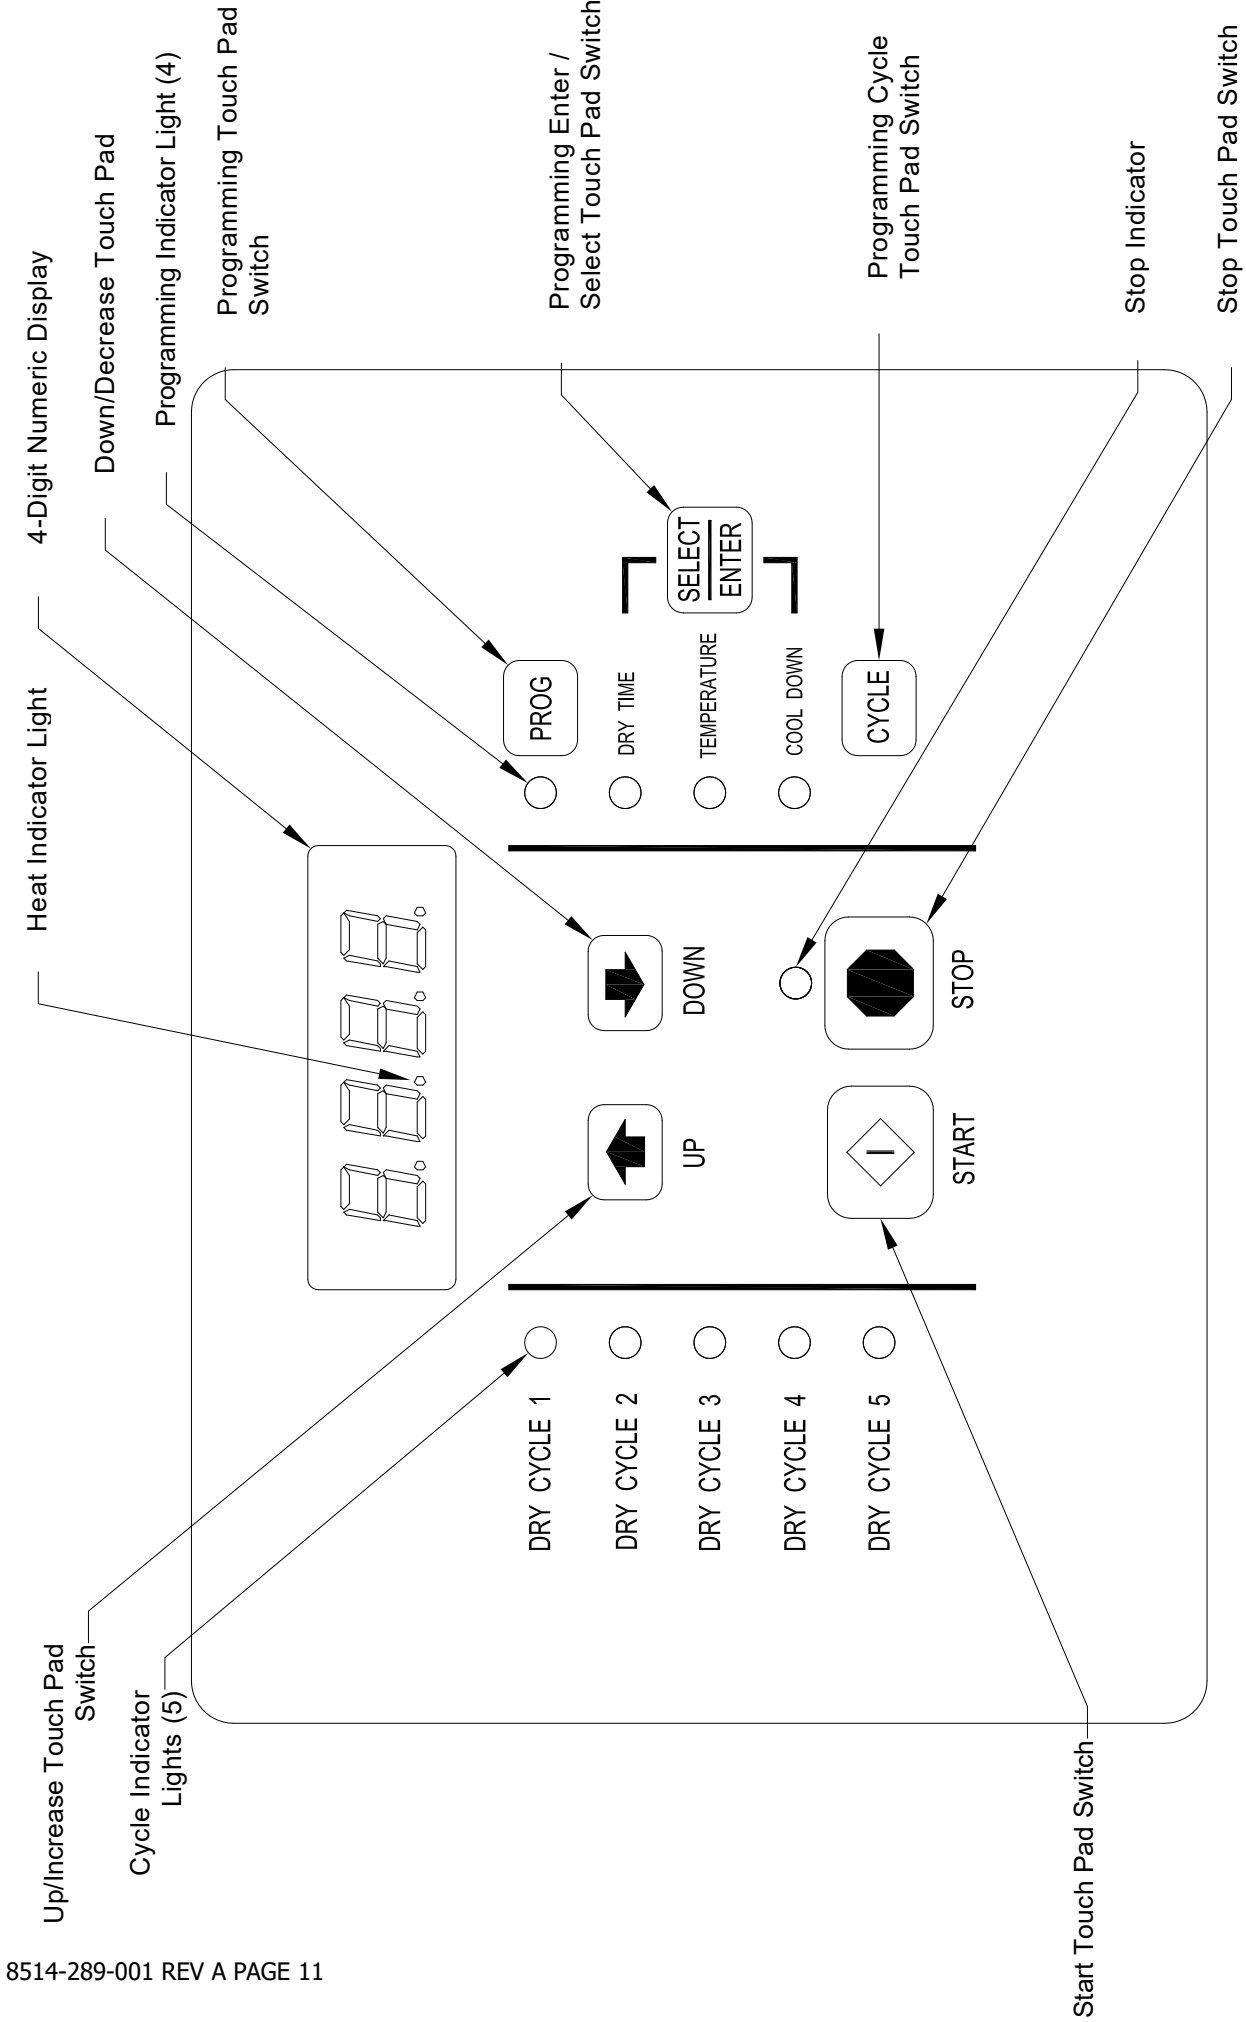 Up/Increase Touch Pad
Switch
Cycle Indicator
Lights (5)
Heat Indicator Light
4-Digit Numeric Display
Down/Decrease Touch Pad
Programming Indicator Light (4)
Programming Touch Pad
Switch
Programming Enter /
Select Touch Pad Switch
Programming Cycle
Touch Pad Switch
Stop Indicator
Stop Touch Pad Switch
Start Touch Pad Switch
DRY CYCLE 1
DRY CYCLE 2
DRY CYCLE 3
DRY CYCLE 4
DRY CYCLE 5
UP
DOWN
START
STOP
PROG
DRY TIME
TEMPERATURE
COOL DOWN
SELECT
ENTER
CYCLE
8514-289-001 REV A PAGE 11